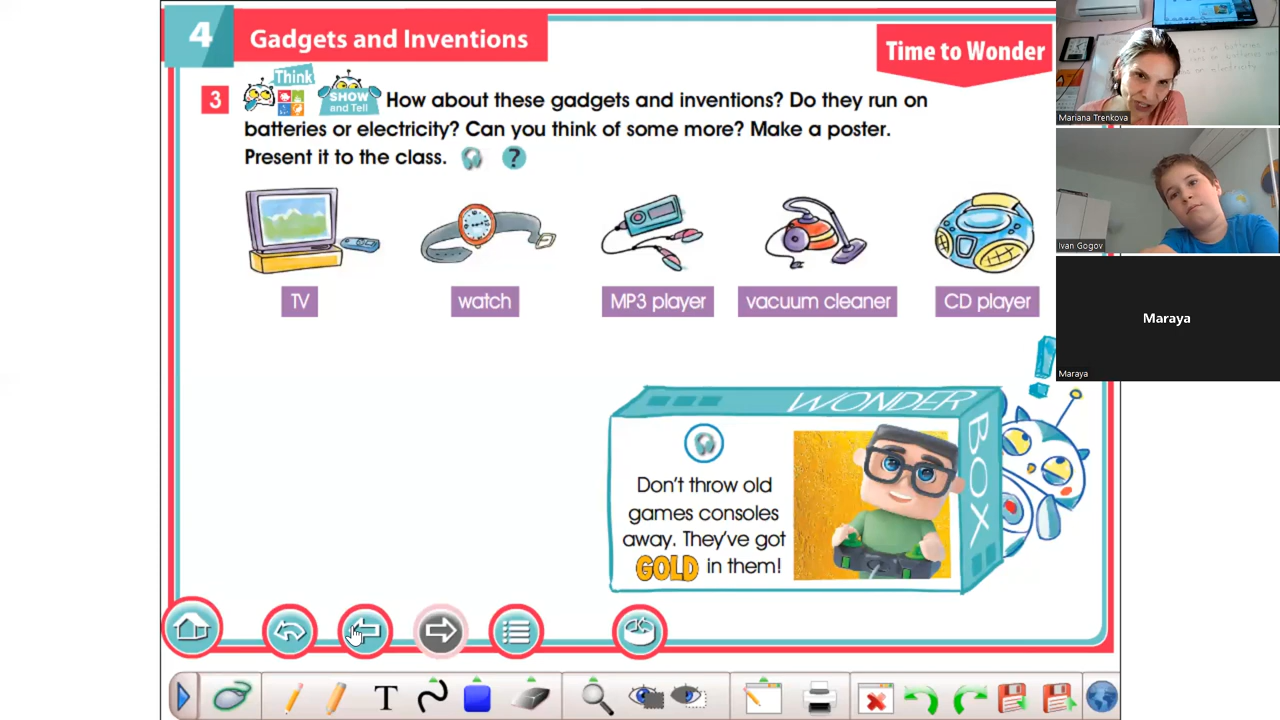 4
Gadgets and Inventions
Time to Wonder
3
Think
SHOW
and Tell
How about these gadgets and inventions? Do they run on
batteries or electricity? Can you think of some more? Make a poster.
Present it to the class.
?
TV
watch
MP3 player
vacuum cleaner
CD player
WONDER
BOX
Don't throw old
games consoles
away. They've got
GOLD in them!
!
T
Mariana Trenkova
Ivan Gogov
Maraya
Maraya